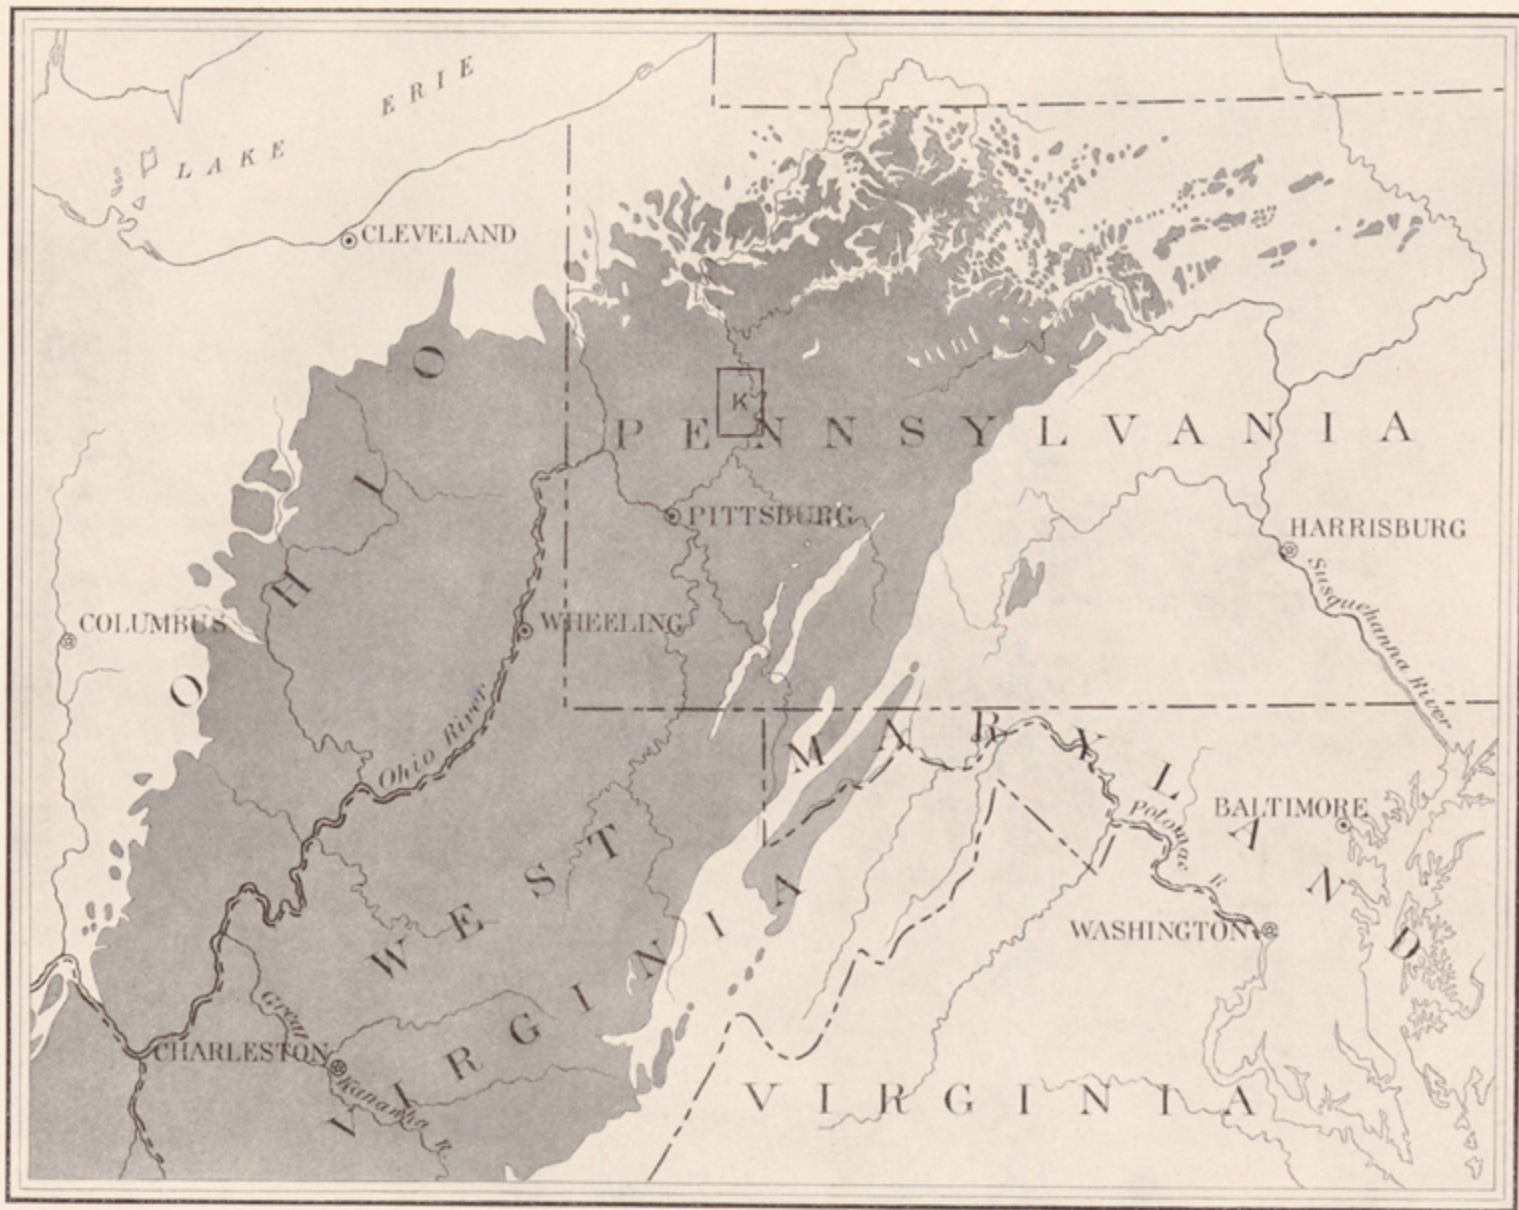 LAKE ERIE
CLEVELAND
OHIO
K
PENNSYLVANIA
PITTSBURG
HARRISBURG
Susquehanna River
COLUMBUS
WHEELING
Ohio River
MARYLAND
BALTIMORE
Potomac R
WEST
VIRGINIA
WASHINGTON
CHARLESTON
Great
Kanawha R
VIRGINIA